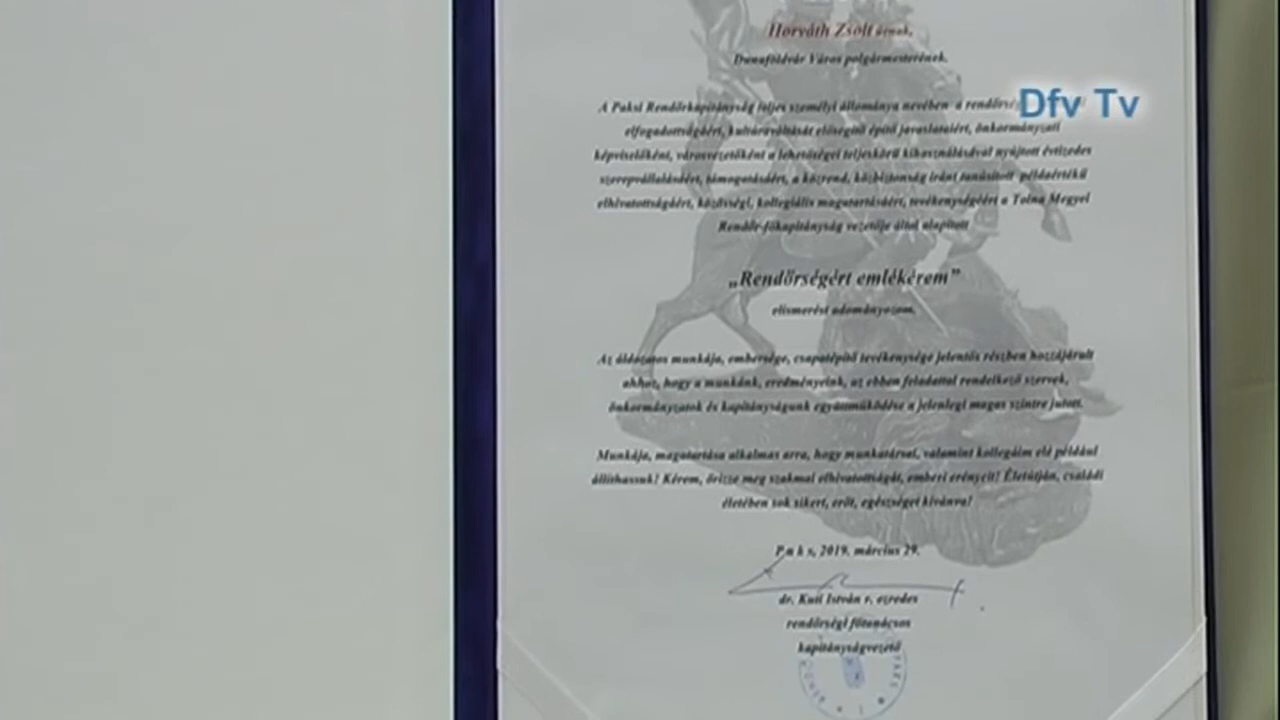 Horváth Zsolt úrnak,
Dunaföldvár Város polgármesterének,
Dfv Tv
A Paksi Rendőrkapitányság teljes személyi állománya nevében a
elfogadottságáért, kultúraváltását elősegítő építő javaslataiért, önkormányzati
képviselőként, városvezetőként a lehetőségei teljeskörű kihasználásával nyújtott évtizedes
szerepvállalásáért, támogatásáért, a közrend, közbiztonság iránt tanúsított példaértékű
elhivatottságáért, közösségi, kollegiális magatartásáért, tevékenységéért a Tolna Megyei
Rendőr-főkapitányság vezetője által alapított
„Rendőrségért emlékérem”
elismerést adományozom.
Az áldozatos munkája, embersége, csapatépítő tevékenysége jelentős részben hozzájárult
ahhoz, hogy a munkánk, eredményeink, az ebben feladattal rendelkező szervek,
önkormányzatok és kapitányságunk együttműködése a jelenlegi magas szintre jutott.
Munkája, magatartása alkalmas arra, hogy munkatársai, valamint kollégáim elé például
állíthassuk! Kérem, őrizze meg szakmai elhivatottságát, emberi erényeit! Életútján, családi
életében sok sikert, erőt, egészséget kívánva!
P a k s, 2019. március 29.
dr. Kuti István r. ezredes
rendőrségi főtanácsos
kapitányságvezető